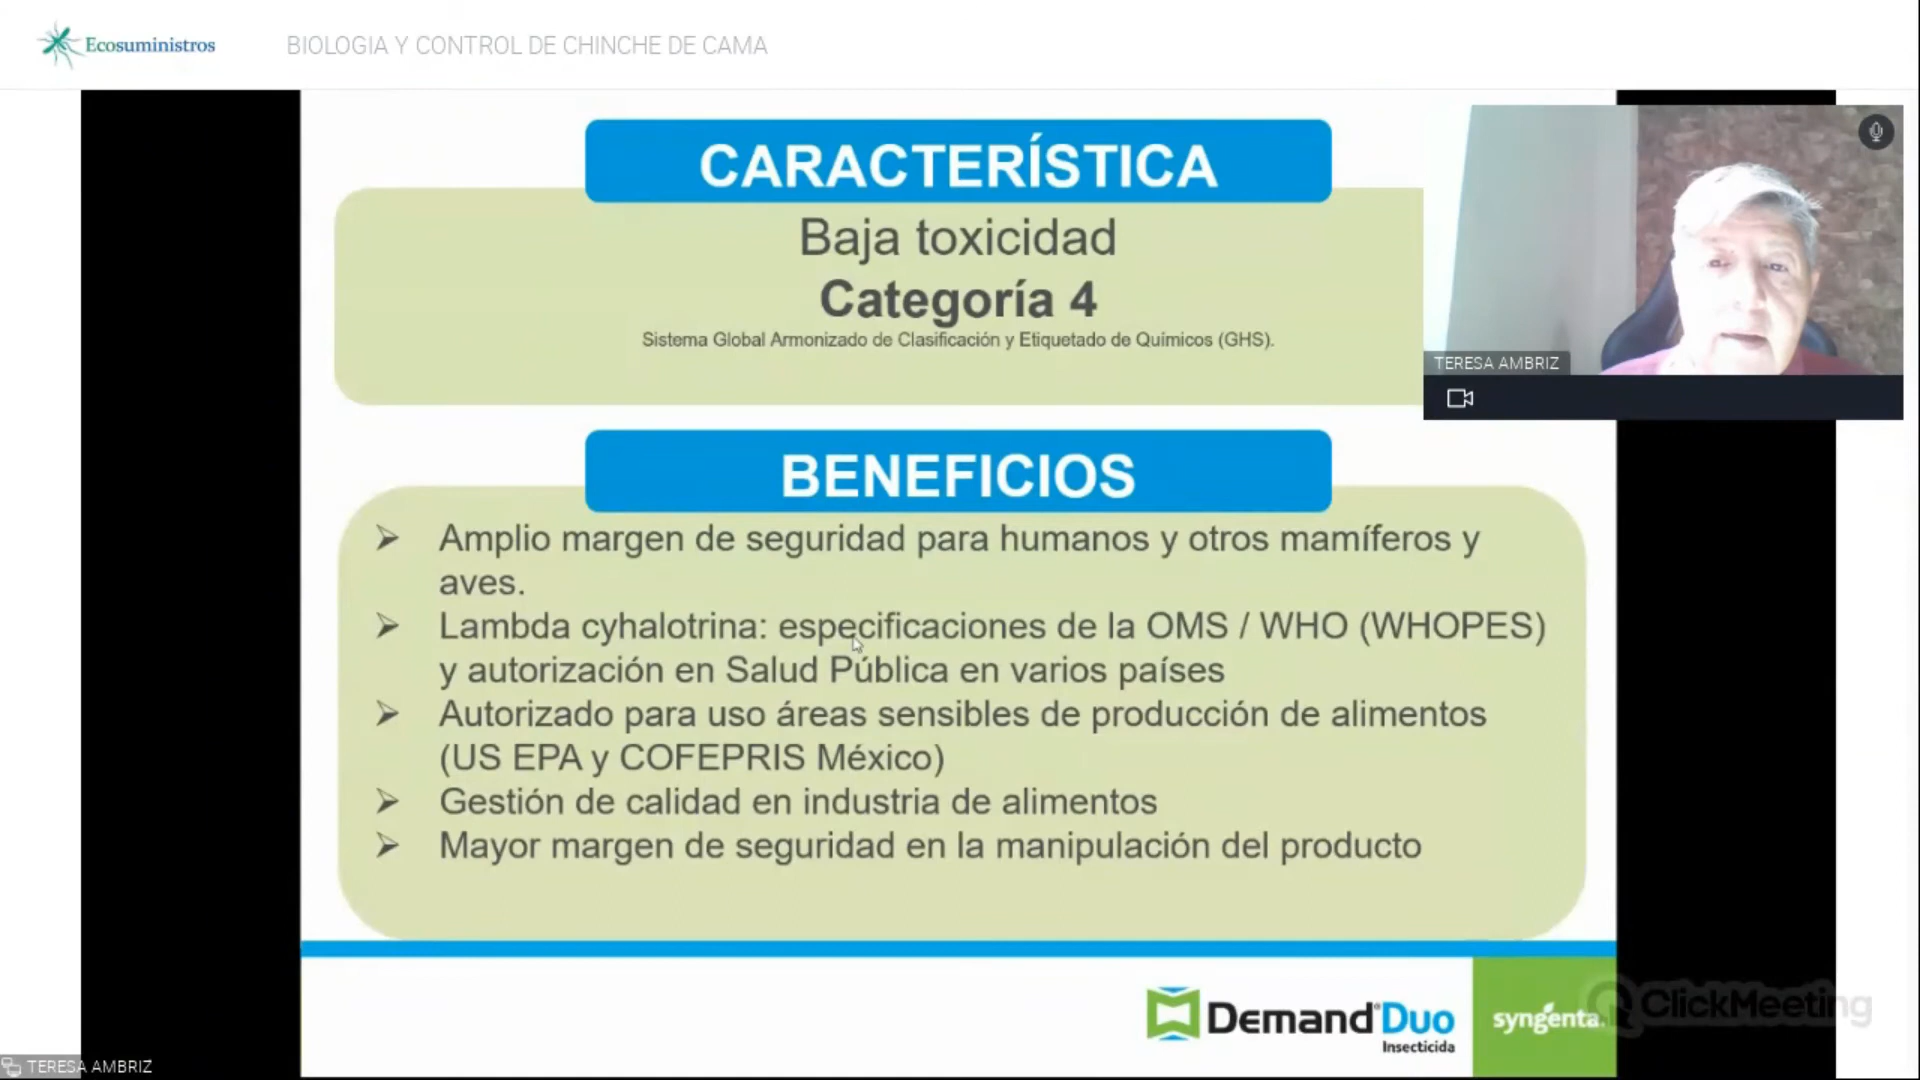 Ecosuministros
BIOLOGIA Y CONTROL DE CHINCHE DE CAMA
CARACTERÍSTICA
Baja toxicidad
Categoría 4
Sistema Global Armonizado de Clasificación y Etiquetado de Químicos (GHS).
TERESA AMBRIZ
BENEFICIOS
Amplio margen de seguridad para humanos y otros mamíferos y
aves.
Lambda cyhalotrina: especificaciones de la OMS / WHO (WHOPES)
y autorización en Salud Pública en varios países
Autorizado para uso áreas sensibles de producción de alimentos
(US EPA y COFEPRIS México)
Gestión de calidad en industria de alimentos
Mayor margen de seguridad en la manipulación del producto
Demand® Duo
Insecticida
syngenta.
ClickMeeting
TERESA AMBRIZ